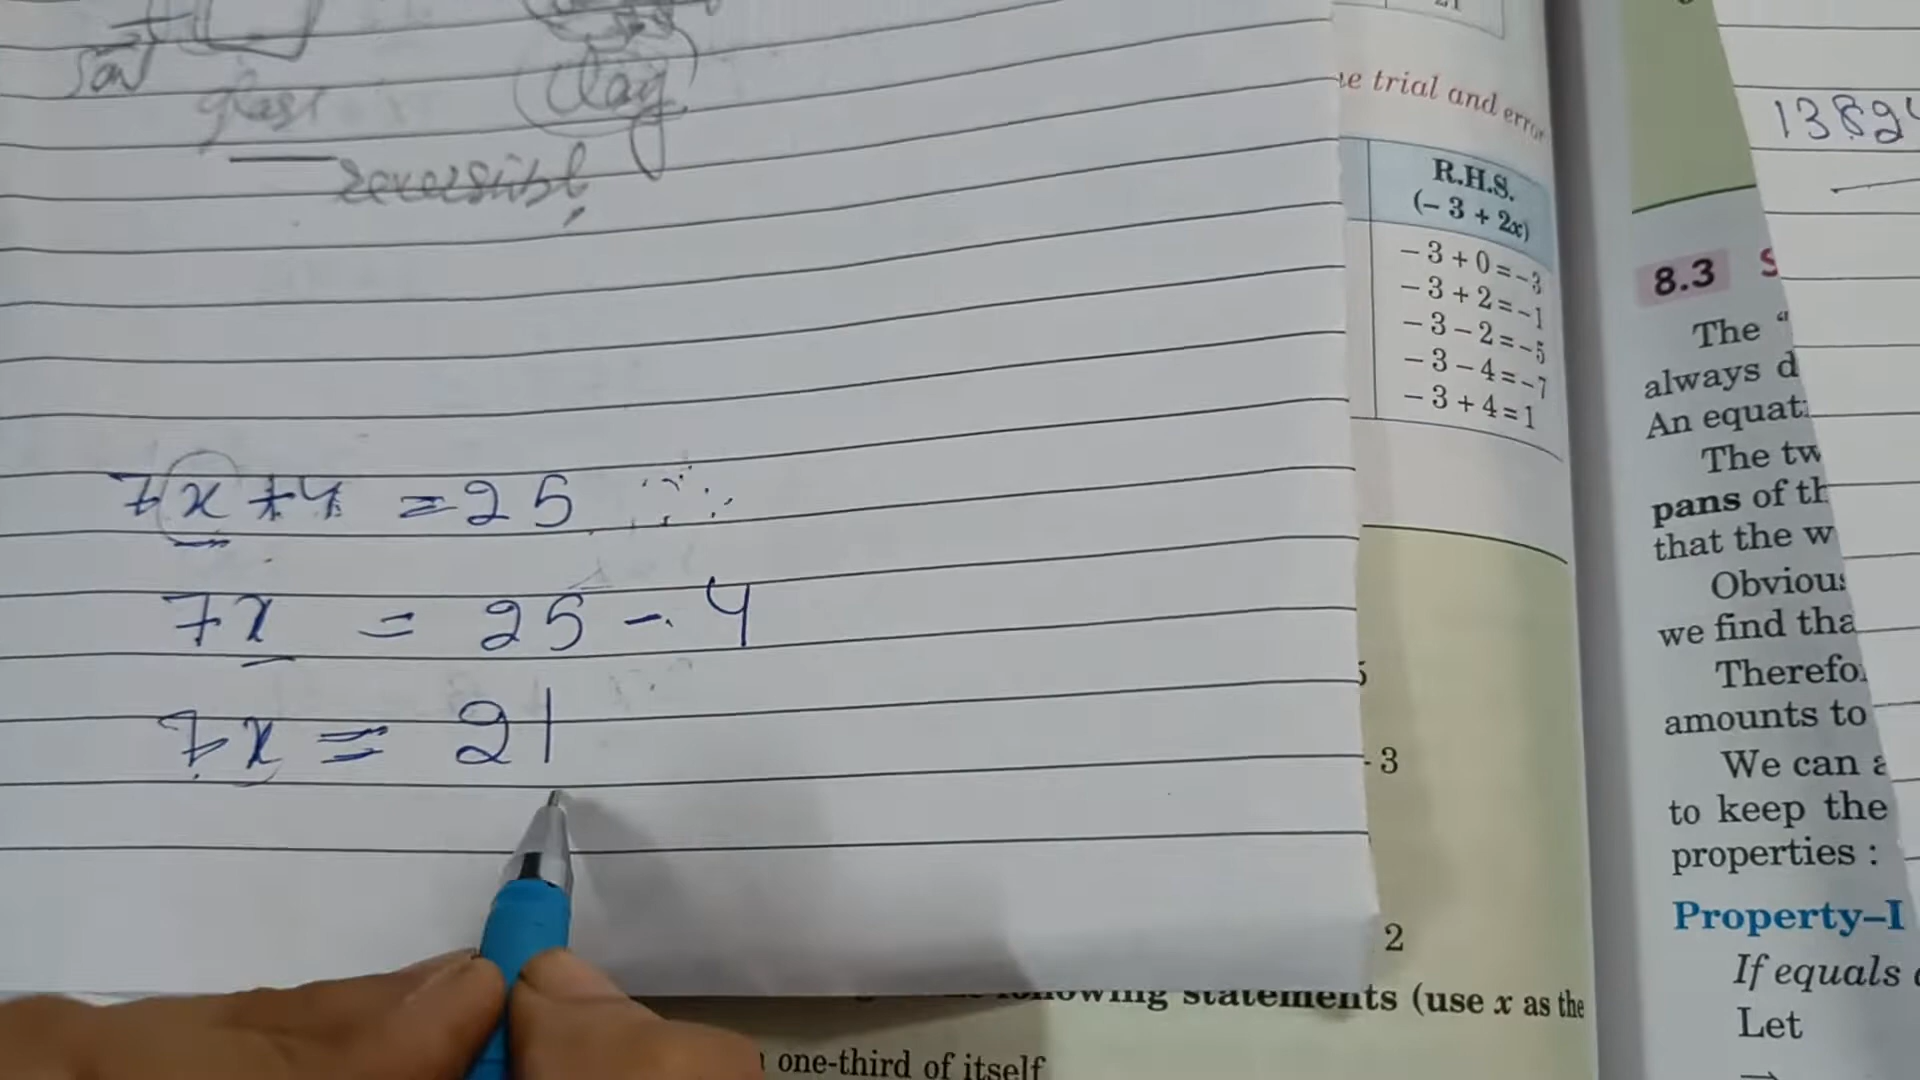 glass
clay
reversible
7x + 4 = 25
7x = 25 - 4
7x = 21
trial and error
R.H.S.
(– 3 + 2x)
– 3 + 0 = – 3
– 3 + 2 = – 1
– 3 – 2 = – 5
– 3 – 4 = – 7
– 3 + 4 = 1
5
- 3
2
statements (use x as the
one-third of itself
1382
8.3
The "
always d
An equat
The tw
pans of th
that the w
Obvious
we find tha
Therefo
amounts to
We can a
to keep the
properties :
Property–I
If equals
Let